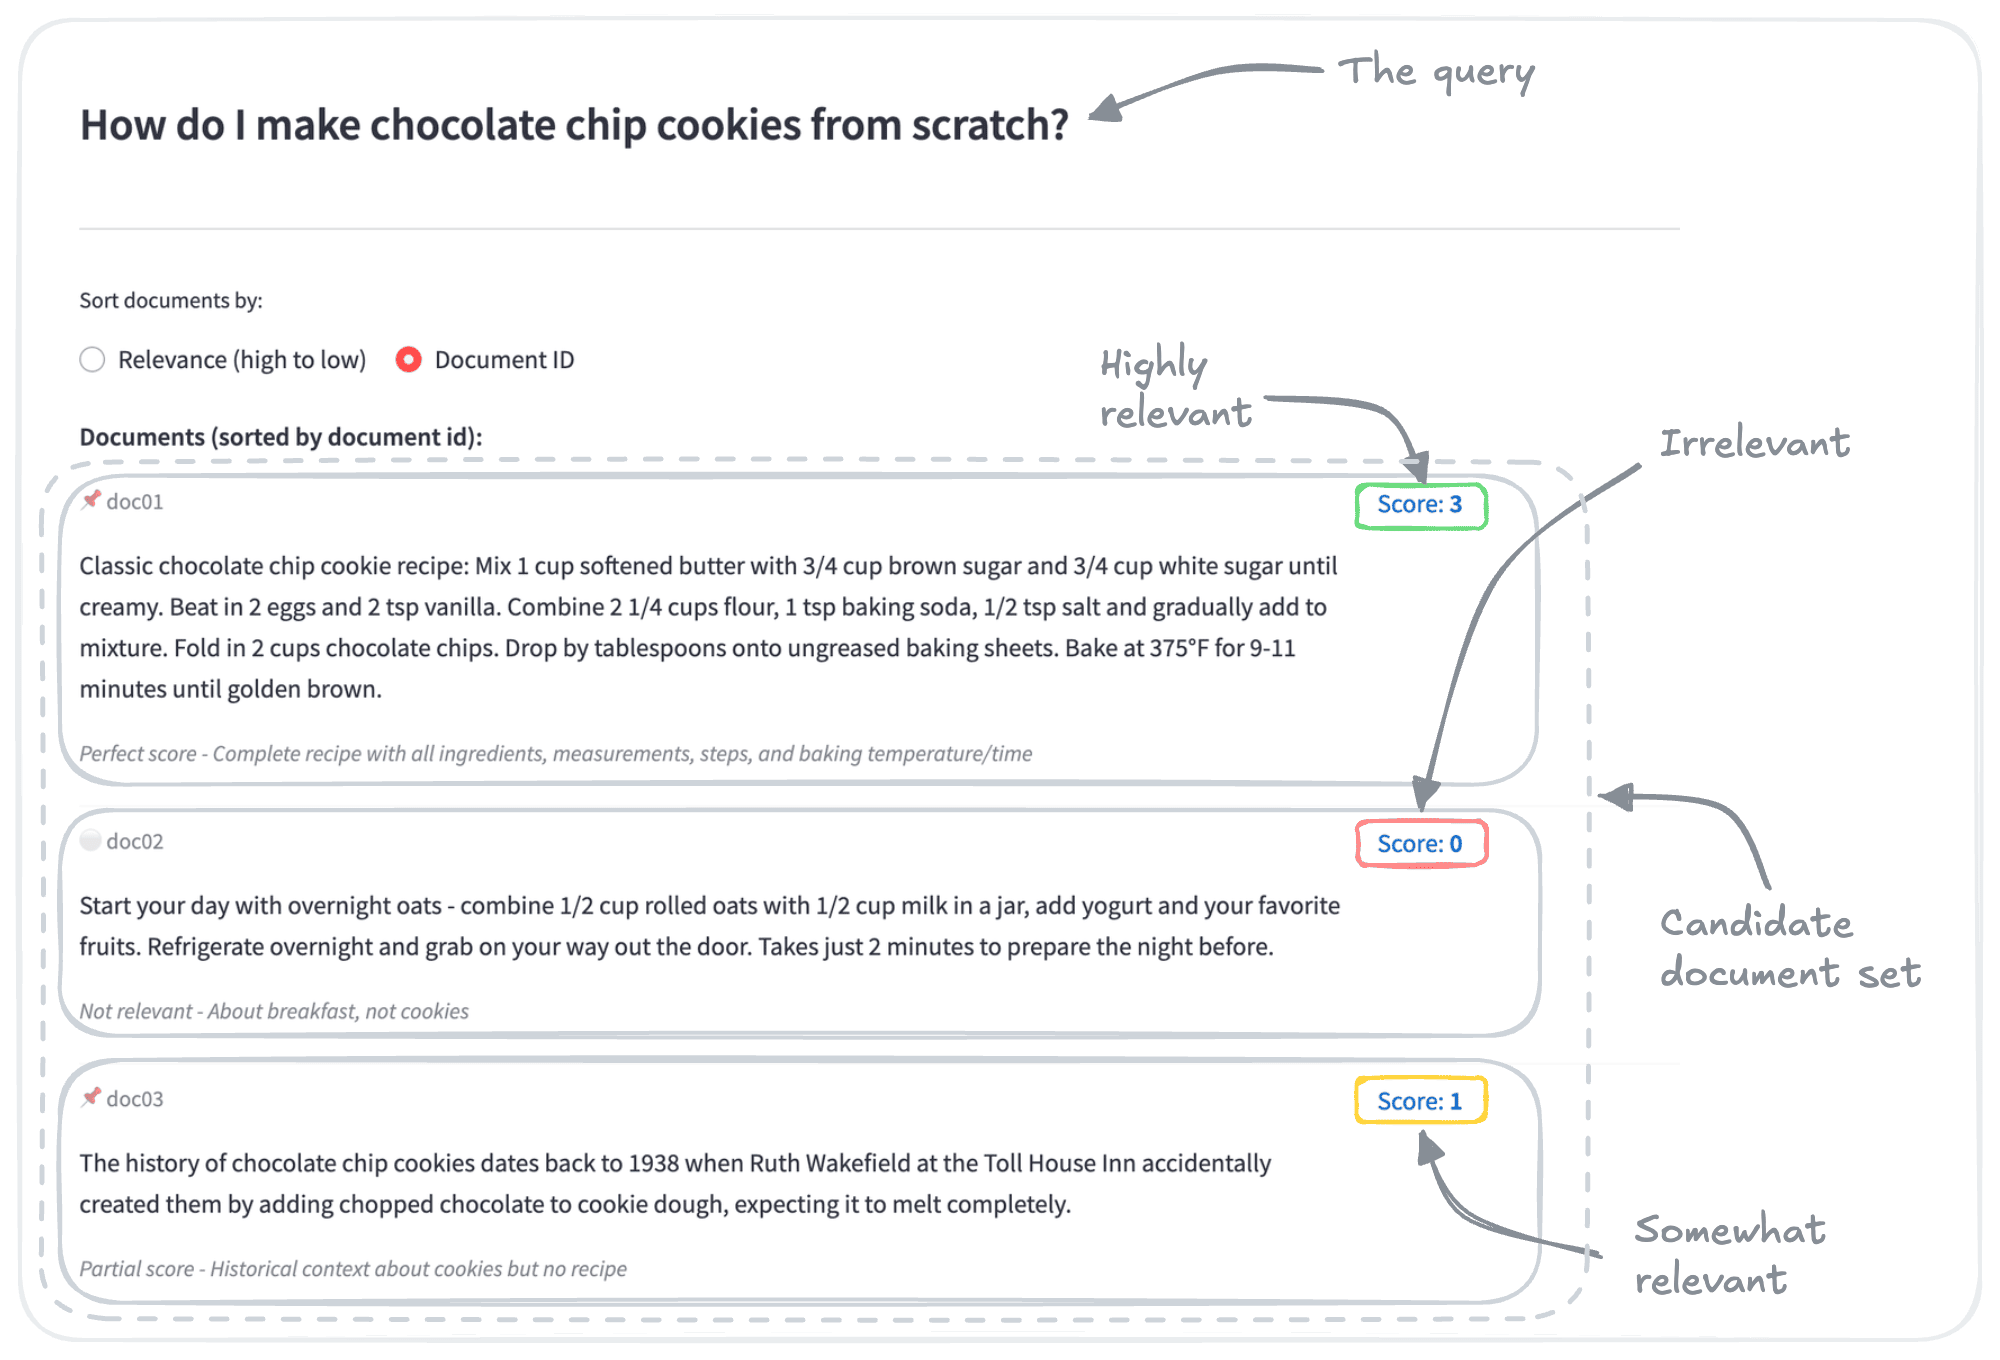 The query
How do I make chocolate chip cookies from scratch?
Sort documents by:
Relevance (high to low) Document ID
Highly
relevant
Irrelevant
Documents (sorted by document id):
doc01 Score: 3
Classic chocolate chip cookie recipe: Mix 1 cup softened butter with 3/4 cup brown sugar and 3/4 cup white sugar until
creamy. Beat in 2 eggs and 2 tsp vanilla. Combine 2 1/4 cups flour, 1 tsp baking soda, 1/2 tsp salt and gradually add to
mixture. Fold in 2 cups chocolate chips. Drop by tablespoons onto ungreased baking sheets. Bake at 375°F for 9-11
minutes until golden brown.
Perfect score - Complete recipe with all ingredients, measurements, steps, and baking temperature/time
doc02 Score: 0
Start your day with overnight oats - combine 1/2 cup rolled oats with 1/2 cup milk in a jar, add yogurt and your favorite
fruits. Refrigerate overnight and grab on your way out the door. Takes just 2 minutes to prepare the night before.
Not relevant - About breakfast, not cookies
Candidate
document set
doc03 Score: 1
The history of chocolate chip cookies dates back to 1938 when Ruth Wakefield at the Toll House Inn accidentally
created them by adding chopped chocolate to cookie dough, expecting it to melt completely.
Partial score - Historical context about cookies but no recipe
Somewhat
relevant